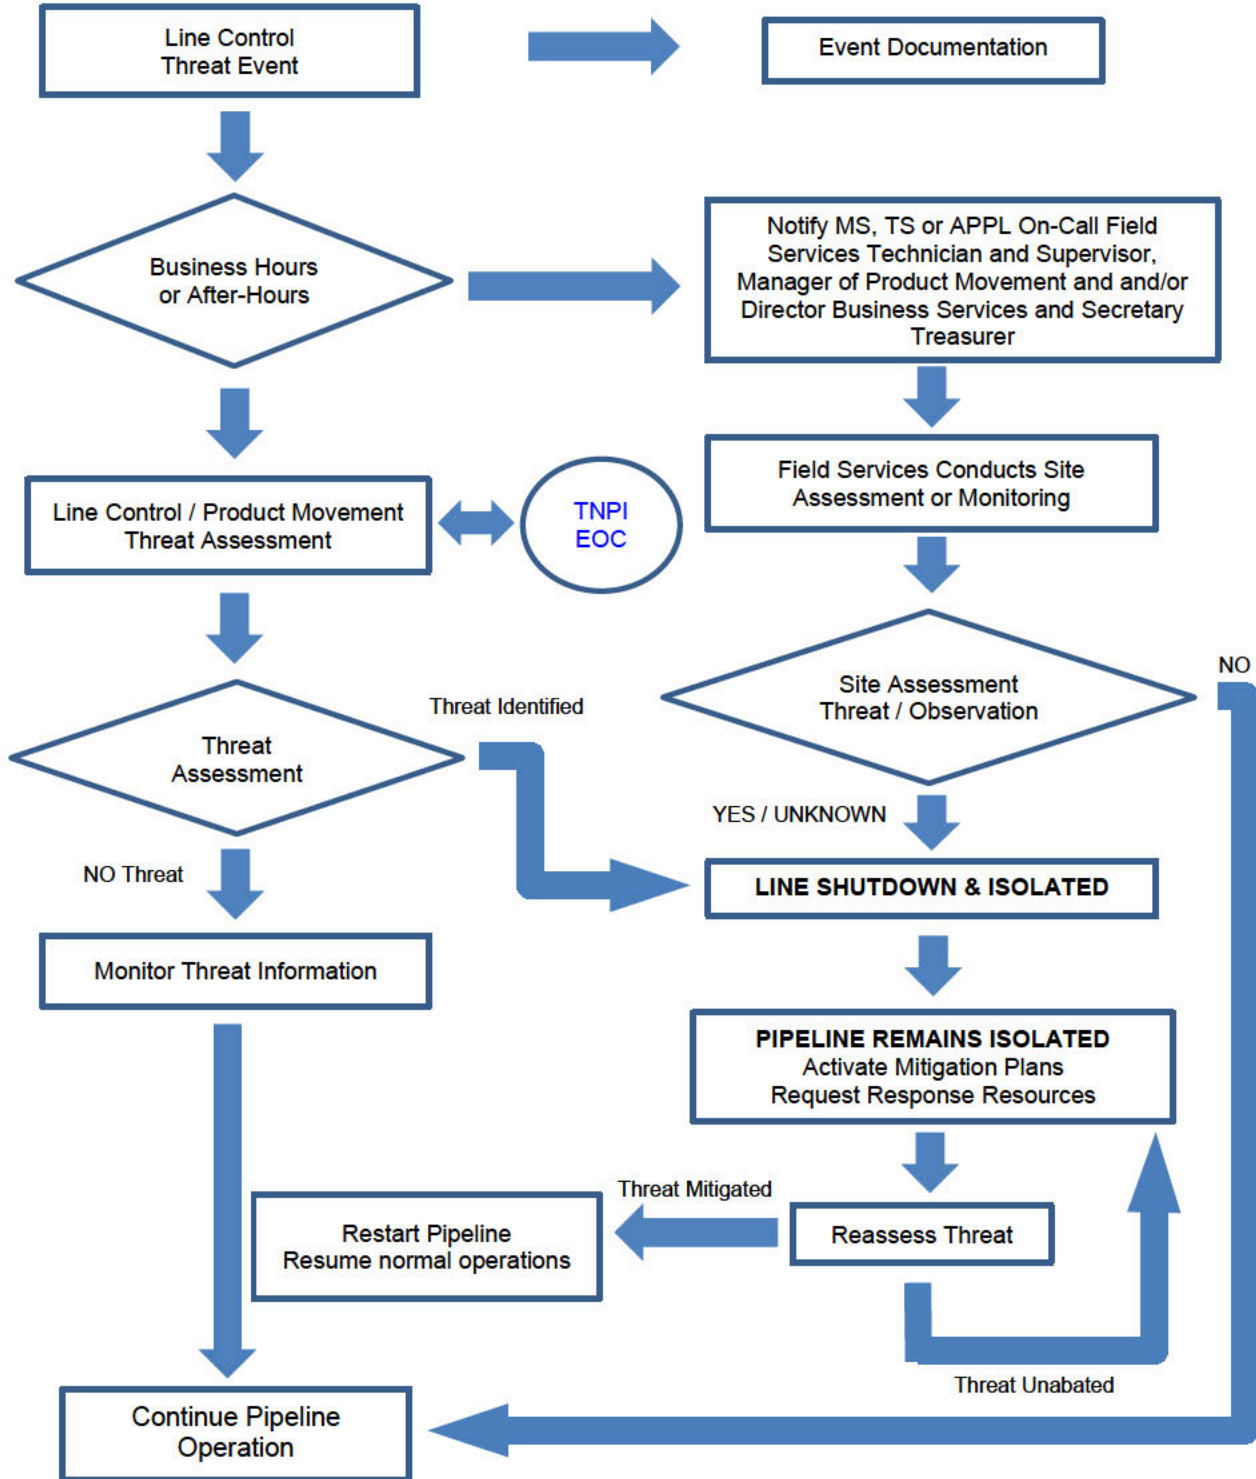 Line Control
Threat Event
Event Documentation
Business Hours
or After-Hours
Notify MS, TS or APPL On-Call Field
Services Technician and Supervisor,
Manager of Product Movement and and/or
Director Business Services and Secretary
Treasurer
Line Control / Product Movement
Threat Assessment
TNPI
EOC
Field Services Conducts Site
Assessment or Monitoring
Threat
Assessment
Threat Identified
Site Assessment
Threat / Observation
NO
YES / UNKNOWN
NO Threat
LINE SHUTDOWN & ISOLATED
Monitor Threat Information
PIPELINE REMAINS ISOLATED
Activate Mitigation Plans
Request Response Resources
Threat Mitigated
Reassess Threat
Restart Pipeline
Resume normal operations
Threat Unabated
Continue Pipeline
Operation